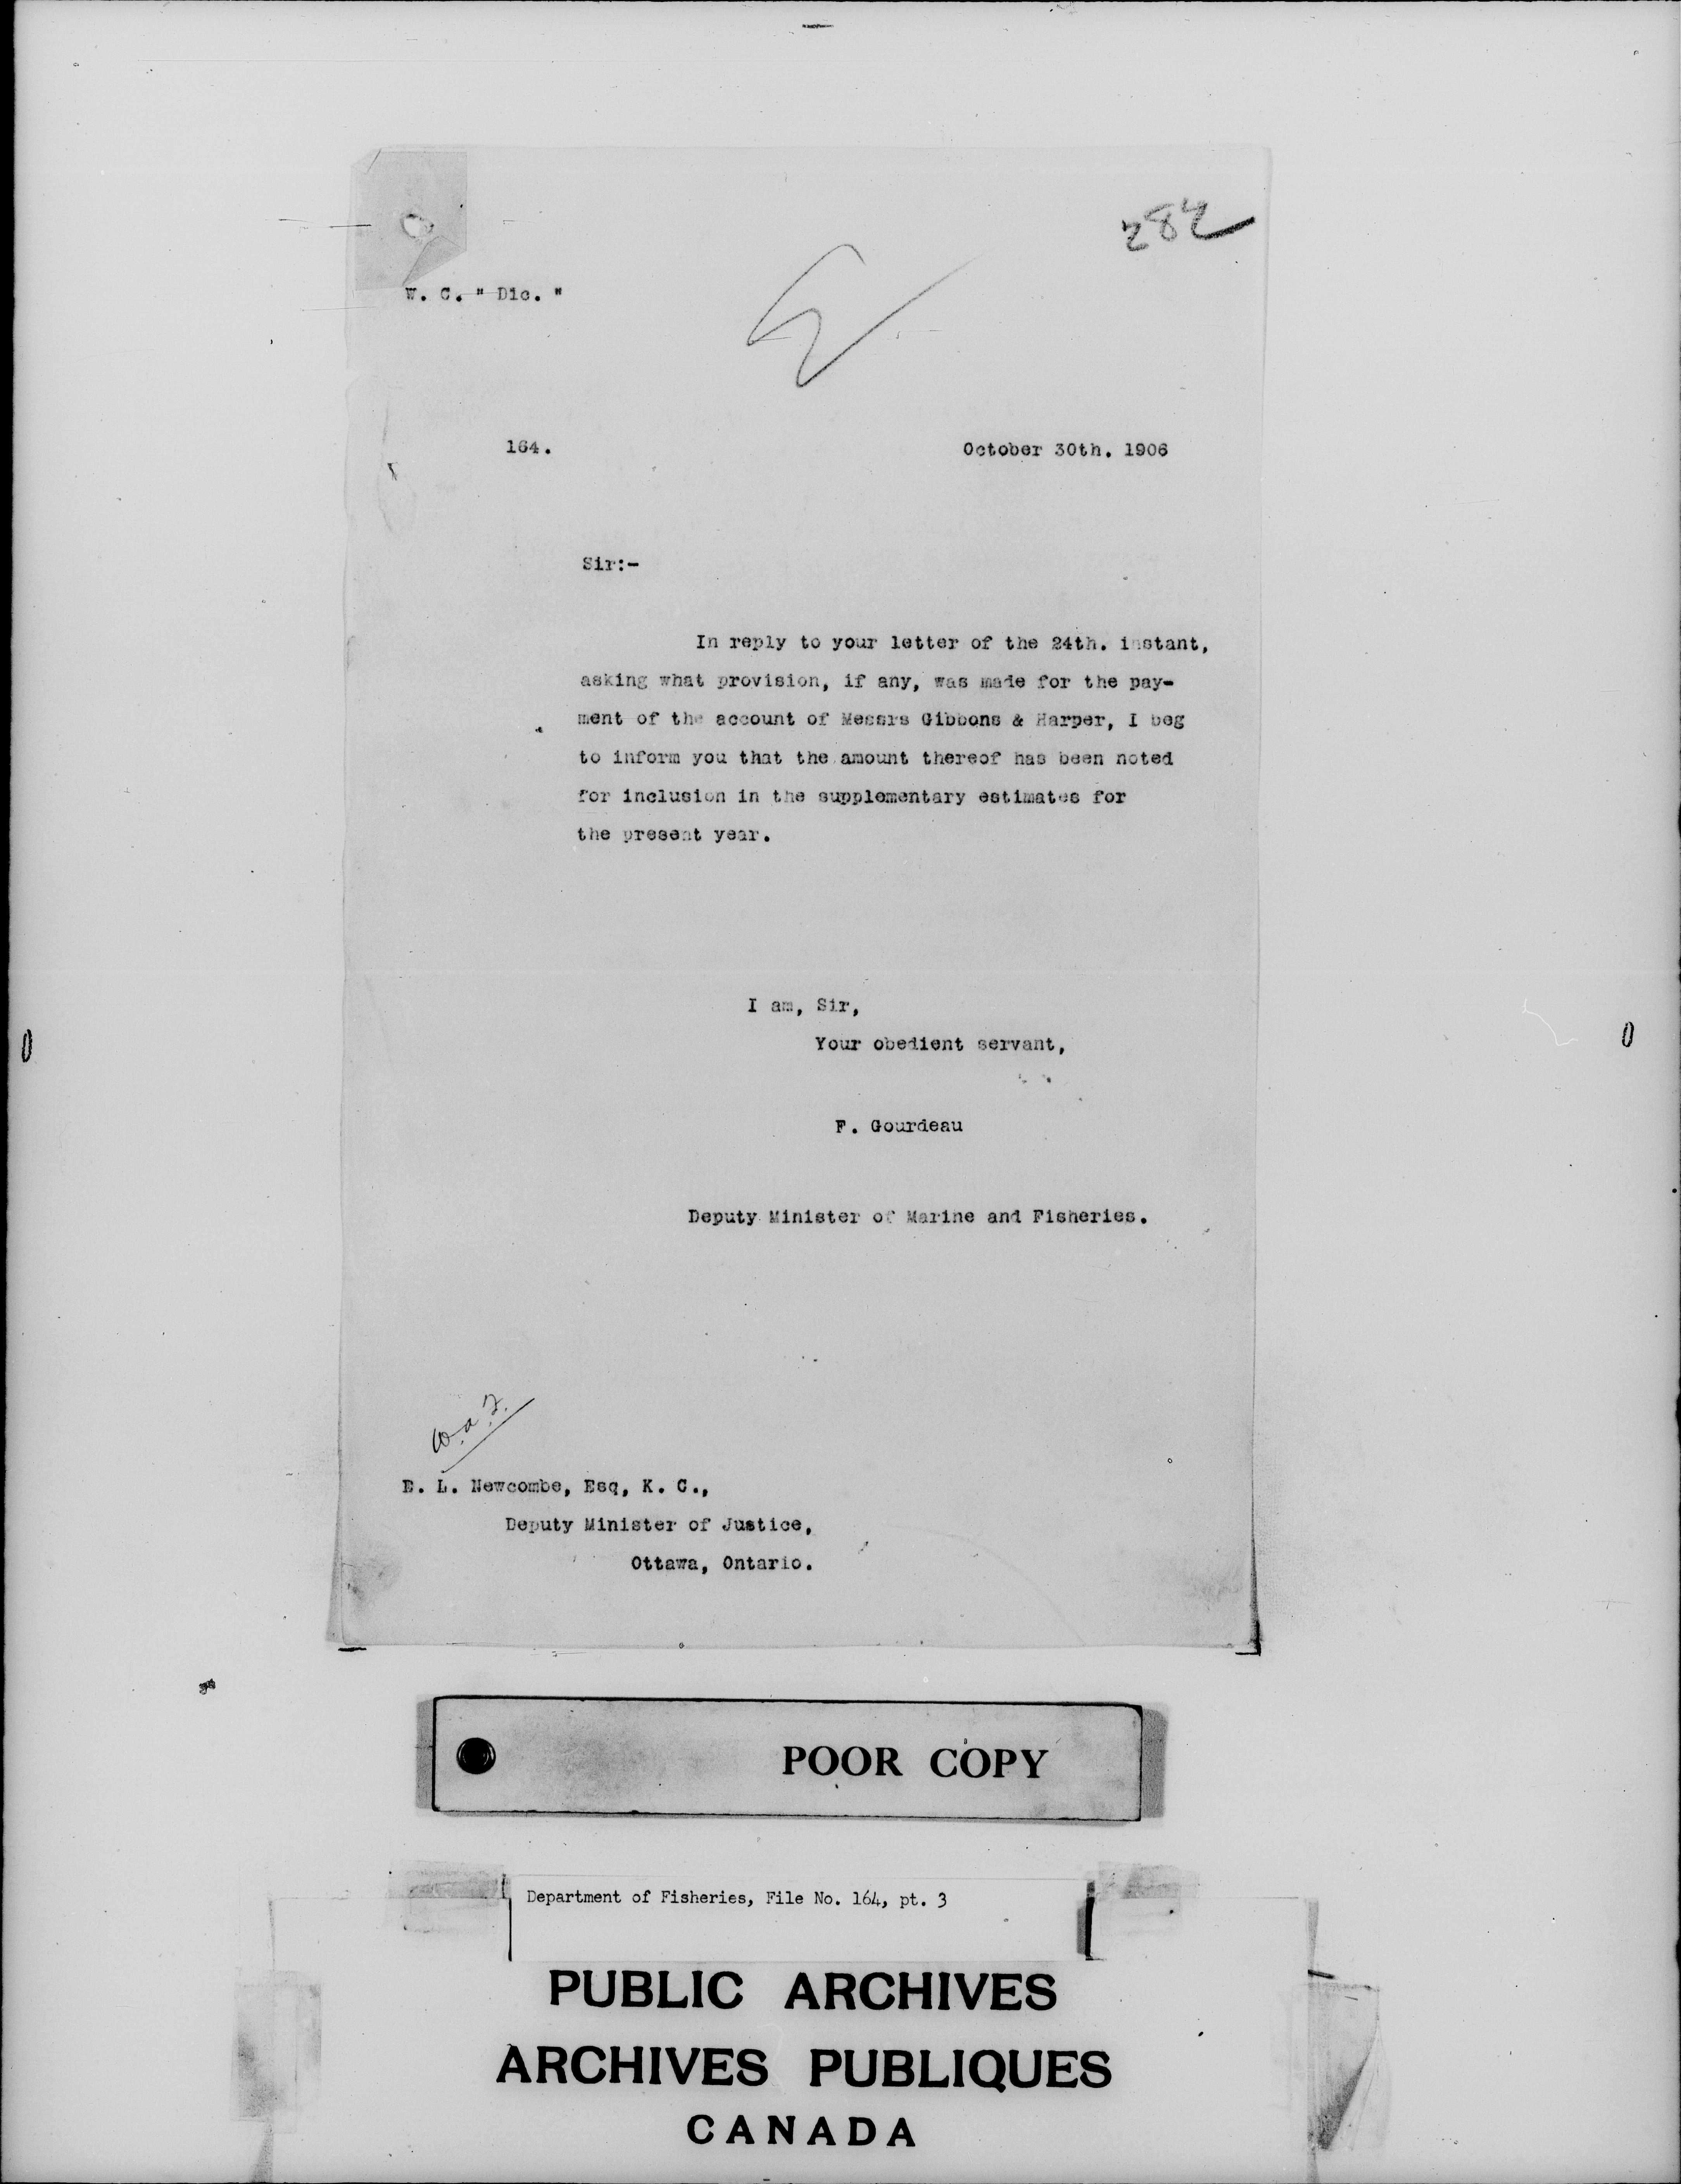 282
W. C. " Dic. "
164.
October 30th. 1906
Sir:-
In reply to your letter of the 24th. instant,
asking what provision, if any, was made for the pay-
ment of the account of Messrs Gibbons & Harper, I beg
to inform you that the amount thereof has been noted
for inclusion in the supplementary estimates for
the present year.
I am, Sir,
Your obedient servant,
F. Gourdeau
Deputy Minister of Marine and Fisheries.
E. L. Newcombe, Esq, K. C.,
Deputy Minister of Justice,
Ottawa, Ontario.
POOR COPY
Department of Fisheries, File No. 164, pt. 3
PUBLIC ARCHIVES
ARCHIVES PUBLIQUES
CANADA